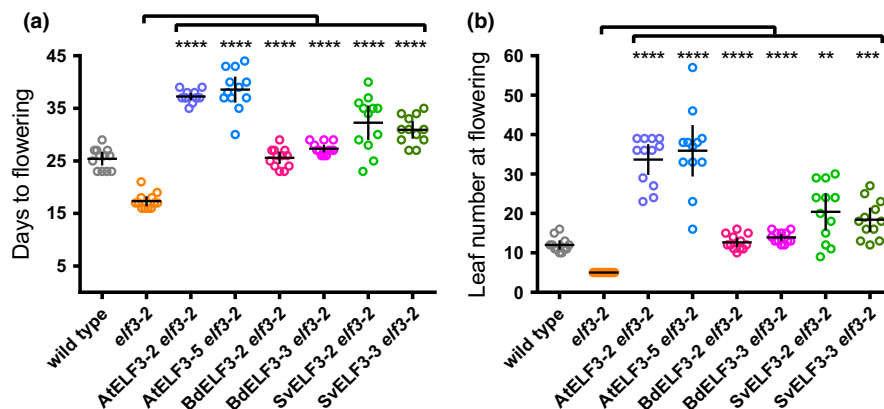 (a)
Days to flowering
45
35
25
15
5
**** **** **** **** **** ****
wild type
elf3-2
AtELF3-2 elf3-2
AtELF3-5 elf3-2
BdELF3-2 elf3-2
BdELF3-3 elf3-2
SvELF3-2 elf3-2
SvELF3-3 elf3-2
(b)
Leaf number at flowering
60
50
40
30
20
10
0
**** **** **** **** ** ***
wild type
elf3-2
AtELF3-2 elf3-2
AtELF3-5 elf3-2
BdELF3-2 elf3-2
BdELF3-3 elf3-2
SvELF3-2 elf3-2
SvELF3-3 elf3-2